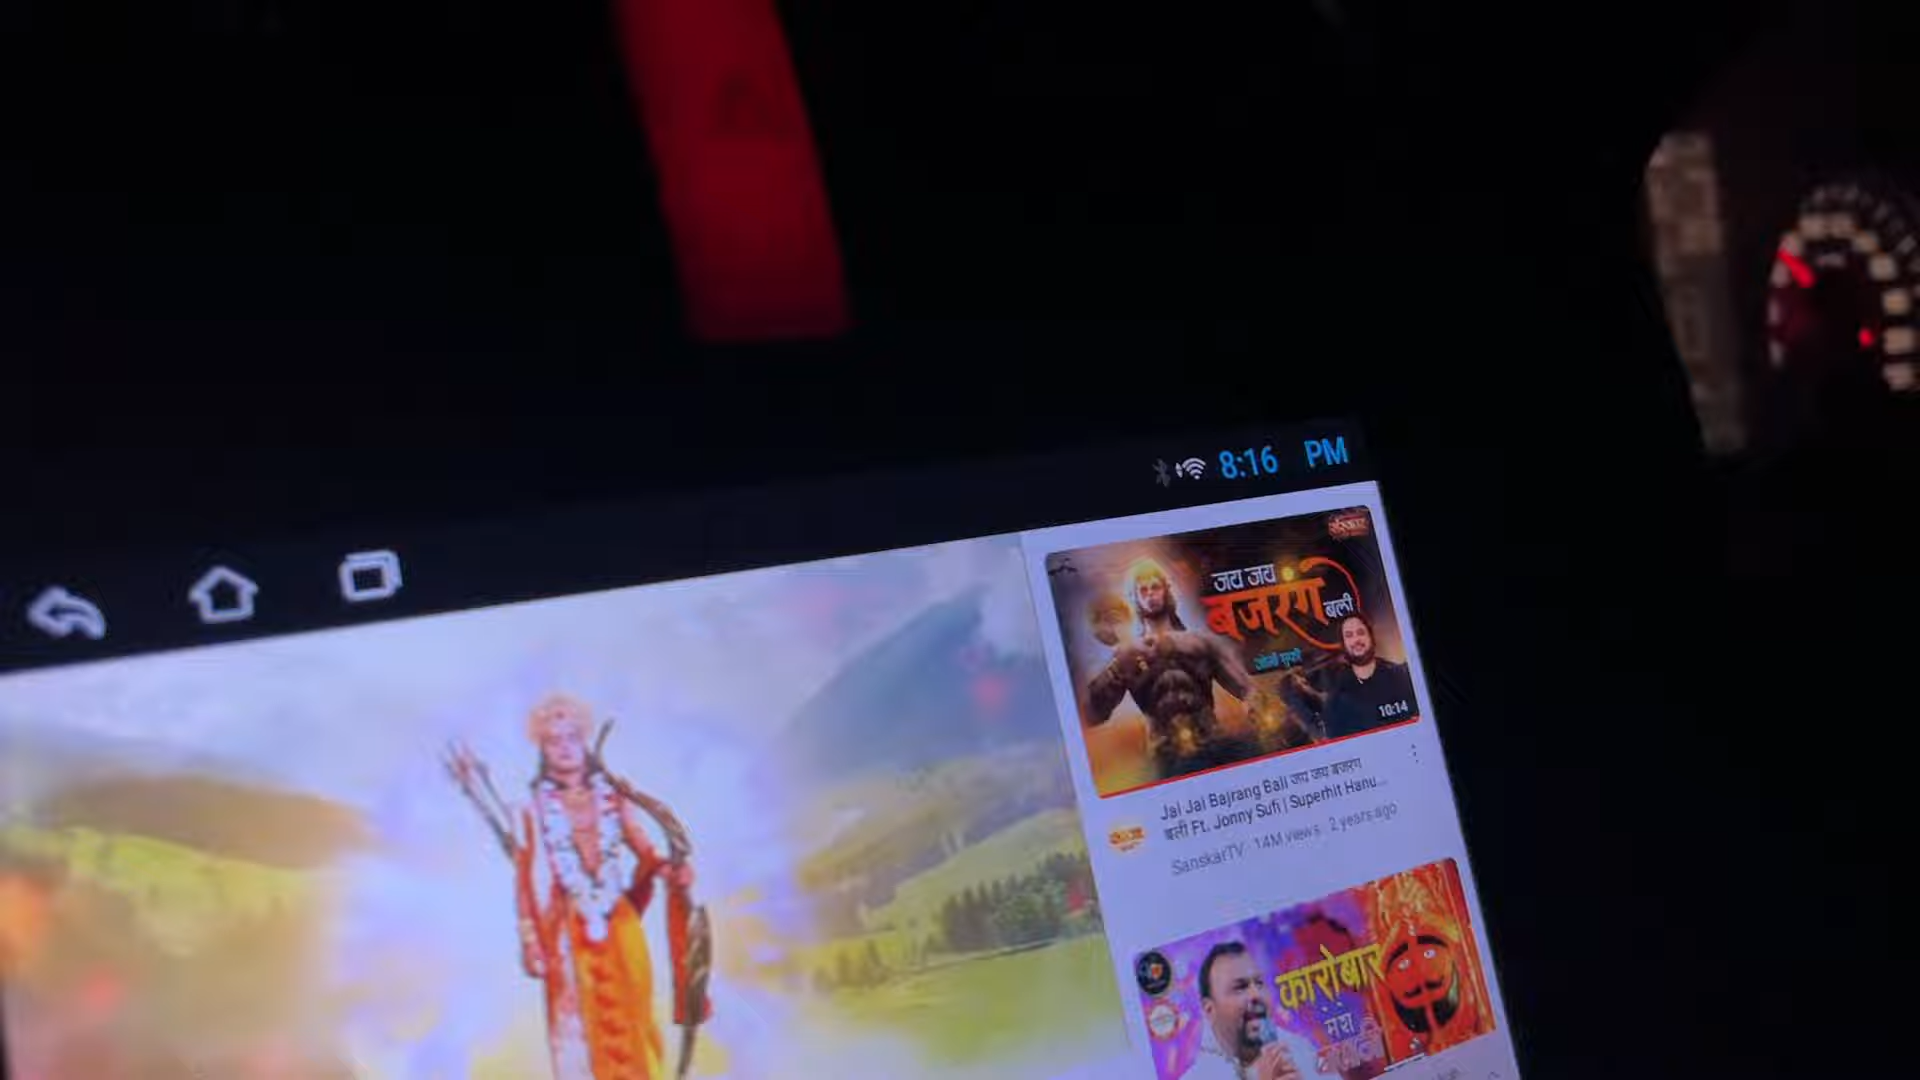 8:16 PM
संस्कार
जय जय
बजरंग बली
जॉनी सूफी
10:14
Jai Jai Bajrang Bali जय जय बजरंग
बली Ft. Jonny Sufi | Superhit Hanu...
SanskarTV 14M views 2 years ago
कारोबार
मेरा